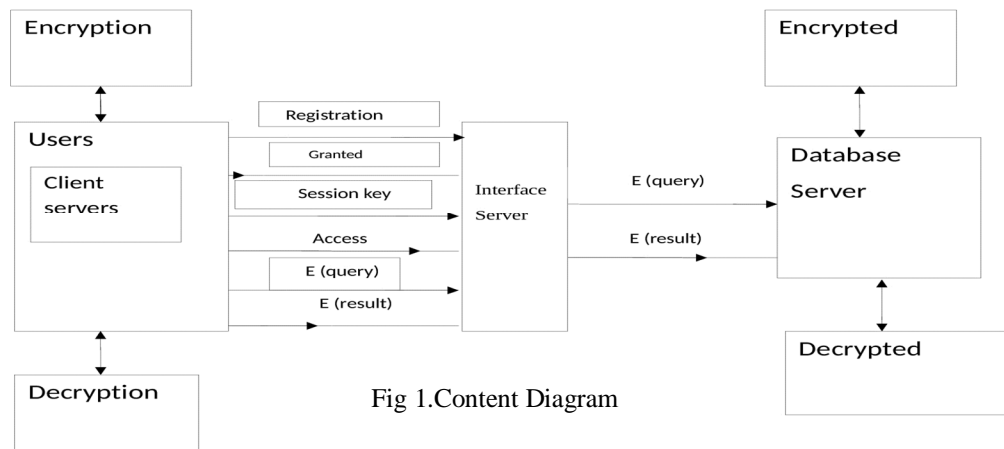 Encryption
Encrypted
Users
Client
servers
Registration
Granted
Session key
Access
E (query)
E (result)
Interface
Server
E (query)
E (result)
Database
Server
Decryption
Decrypted
Fig 1.Content Diagram